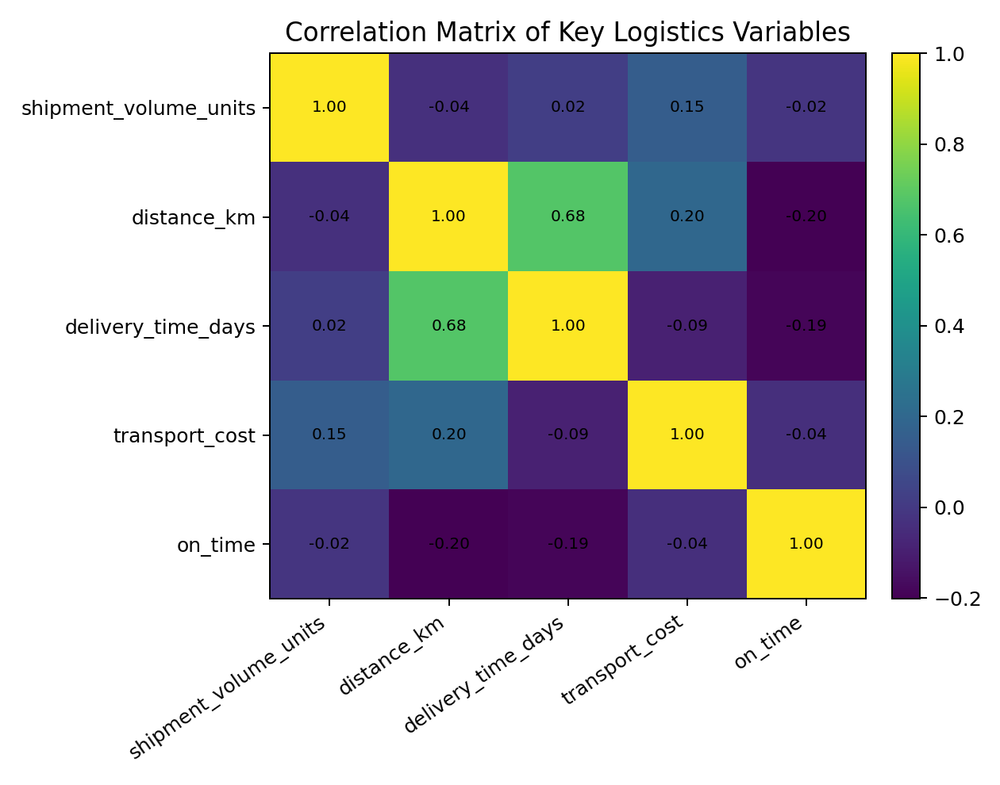 Correlation Matrix of Key Logistics Variables
shipment_volume_units 1.00 -0.04 0.02 0.15 -0.02
distance_km -0.04 1.00 0.68 0.20 -0.20
delivery_time_days 0.02 0.68 1.00 -0.09 -0.19
transport_cost 0.15 0.20 -0.09 1.00 -0.04
on_time -0.02 -0.20 -0.19 -0.04 1.00
shipment_volume_units
distance_km
delivery_time_days
transport_cost
on_time
1.0
0.8
0.6
0.4
0.2
0.0
−0.2